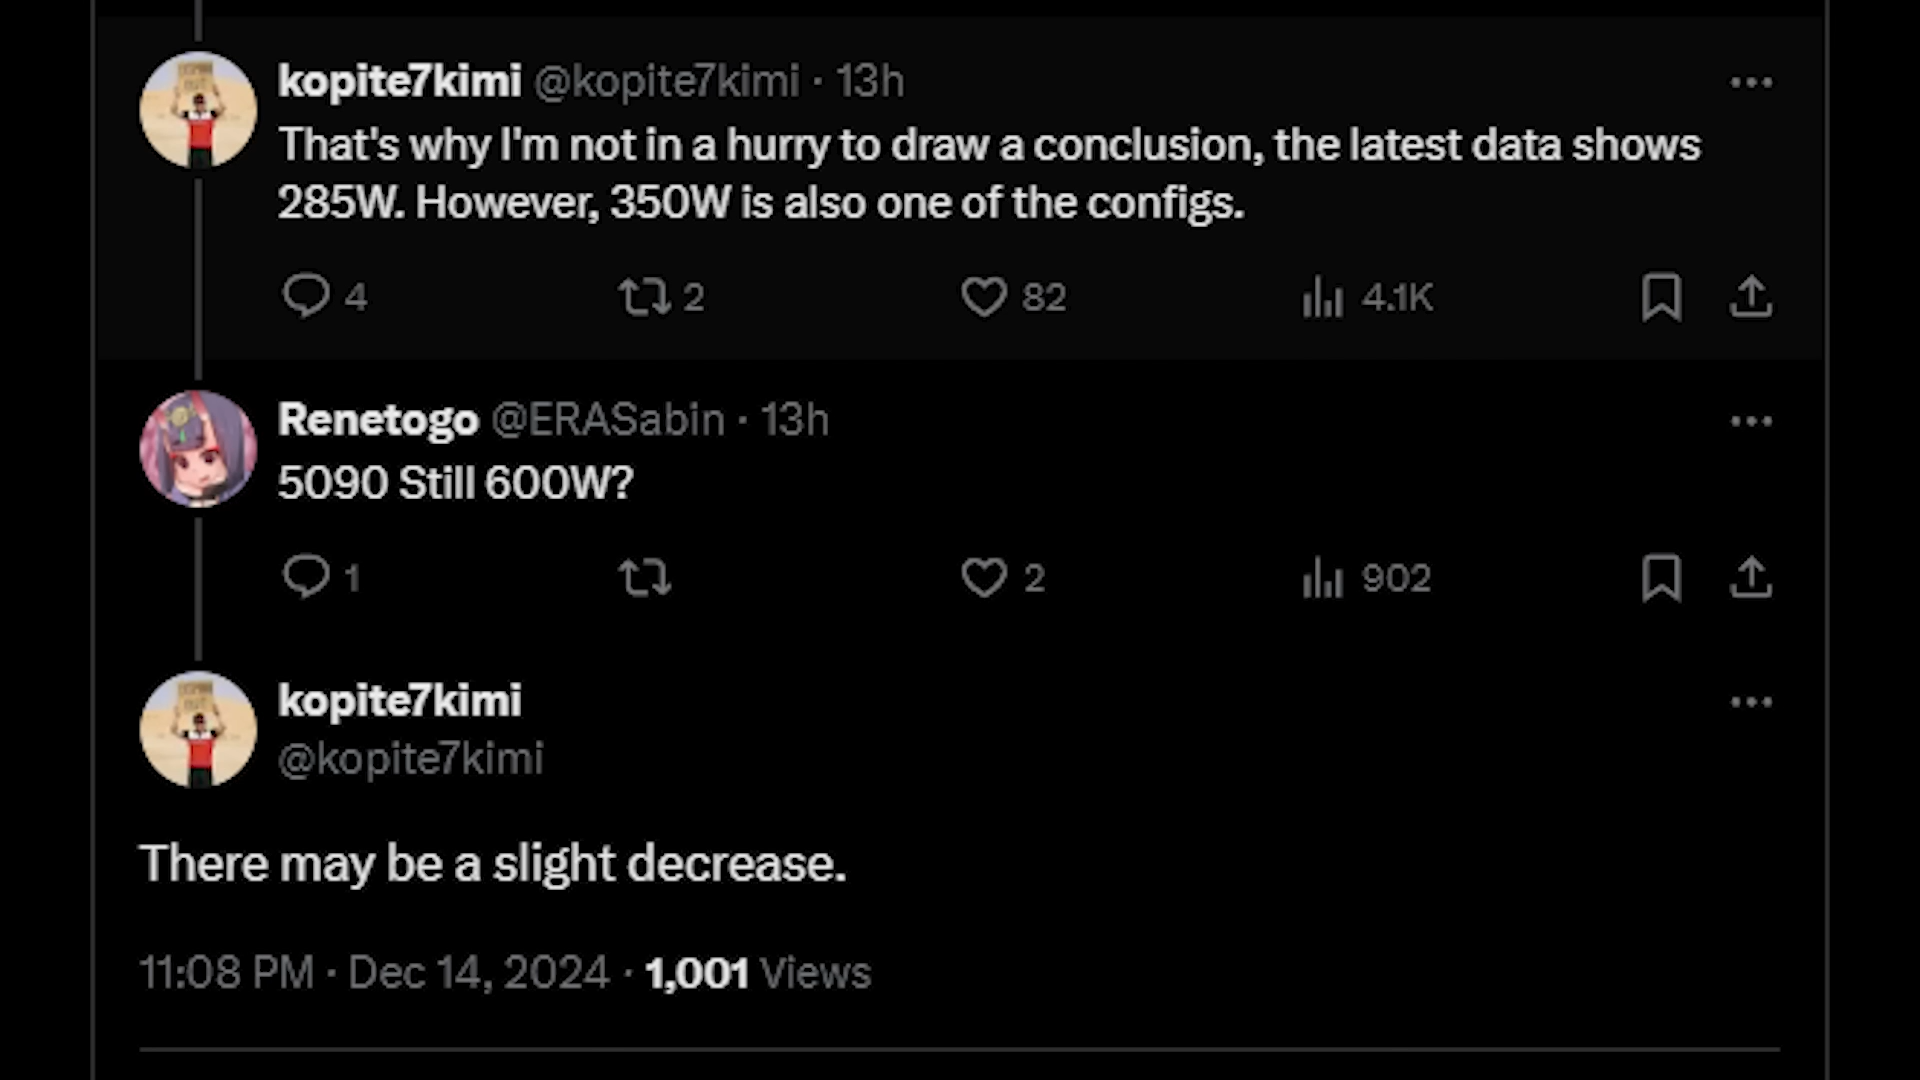 kopite7kimi @kopite7kimi · 13h
That's why I'm not in a hurry to draw a conclusion, the latest data shows
285W. However, 350W is also one of the configs.
4 2 82 4.1K
Renetogo @ERASabin · 13h
5090 Still 600W?
1 2 902
kopite7kimi
@kopite7kimi
There may be a slight decrease.
11:08 PM · Dec 14, 2024 · 1,001 Views